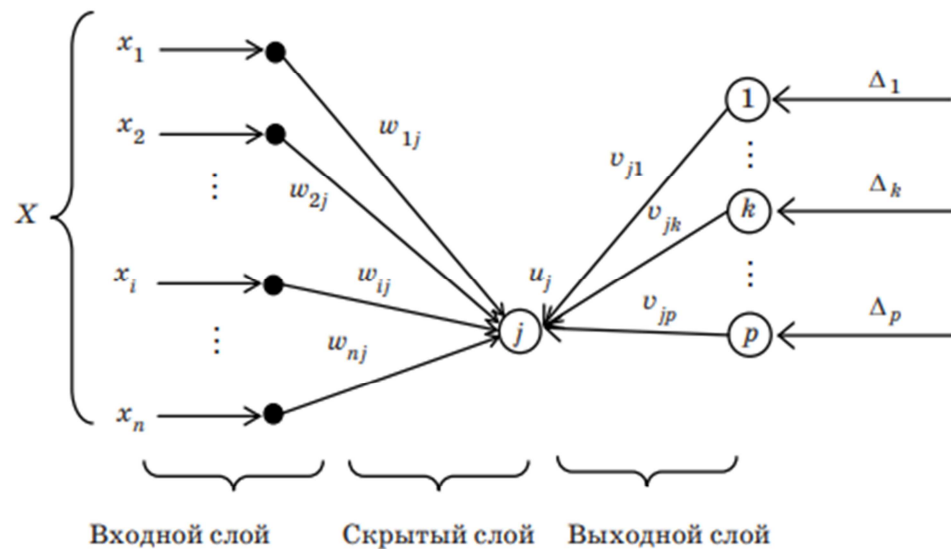 x1
w1j
1
Δ1
x2
w2j
vj1
⋮
⋮
X
vjk
k
Δk
xi
wij
uj
⋮
⋮
wnj
j
vjp
p
Δp
xn
Входной слой Скрытый слой Выходной слой